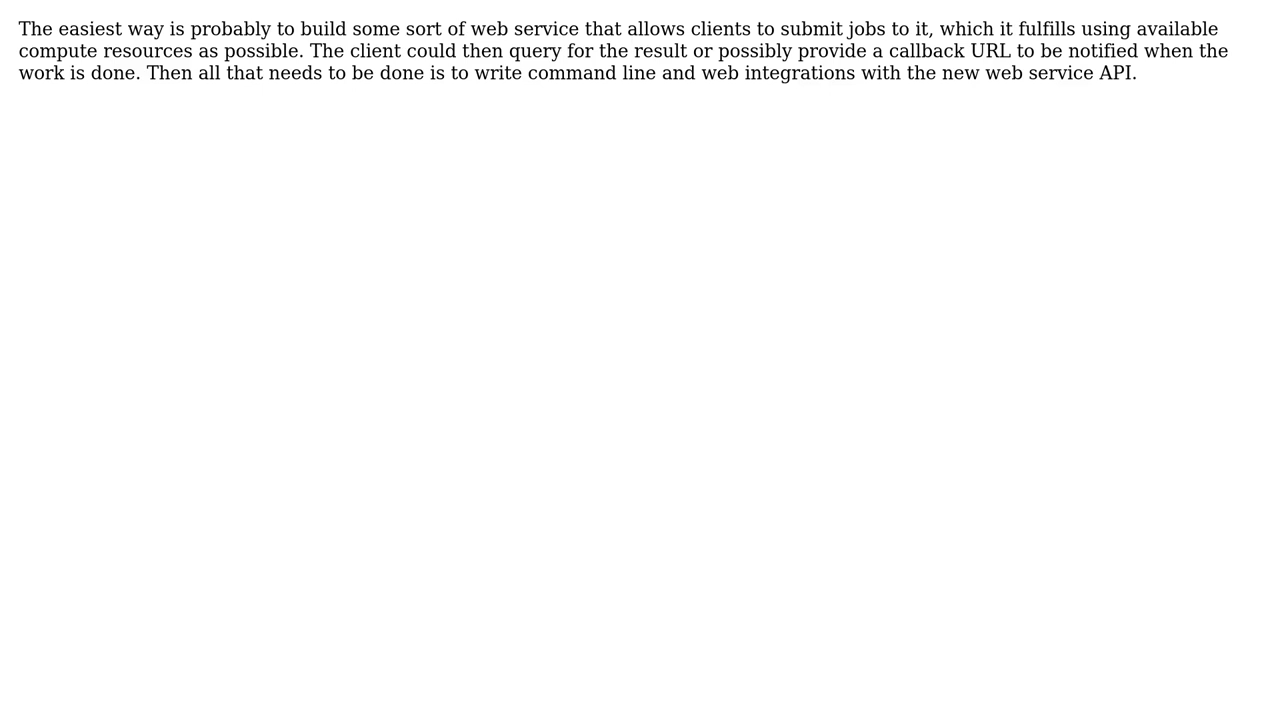 The easiest way is probably to build some sort of web service that allows clients to submit jobs to it, which it fulfills using available
compute resources as possible. The client could then query for the result or possibly provide a callback URL to be notified when the
work is done. Then all that needs to be done is to write command line and web integrations with the new web service API.